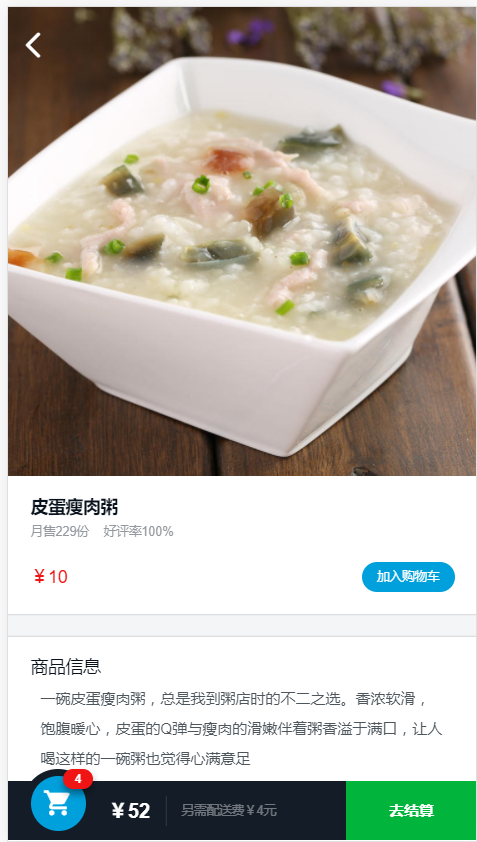 皮蛋瘦肉粥
月售229份 好评率100%
￥10
加入购物车
商品信息
一碗皮蛋瘦肉粥，总是我到粥店时的不二之选。香浓软滑，
饱腹暖心，皮蛋的Q弹与瘦肉的滑嫩伴着粥香溢于满口，让人
喝这样的一碗粥也觉得心满意足
4
￥52
另需配送费￥4元
去结算